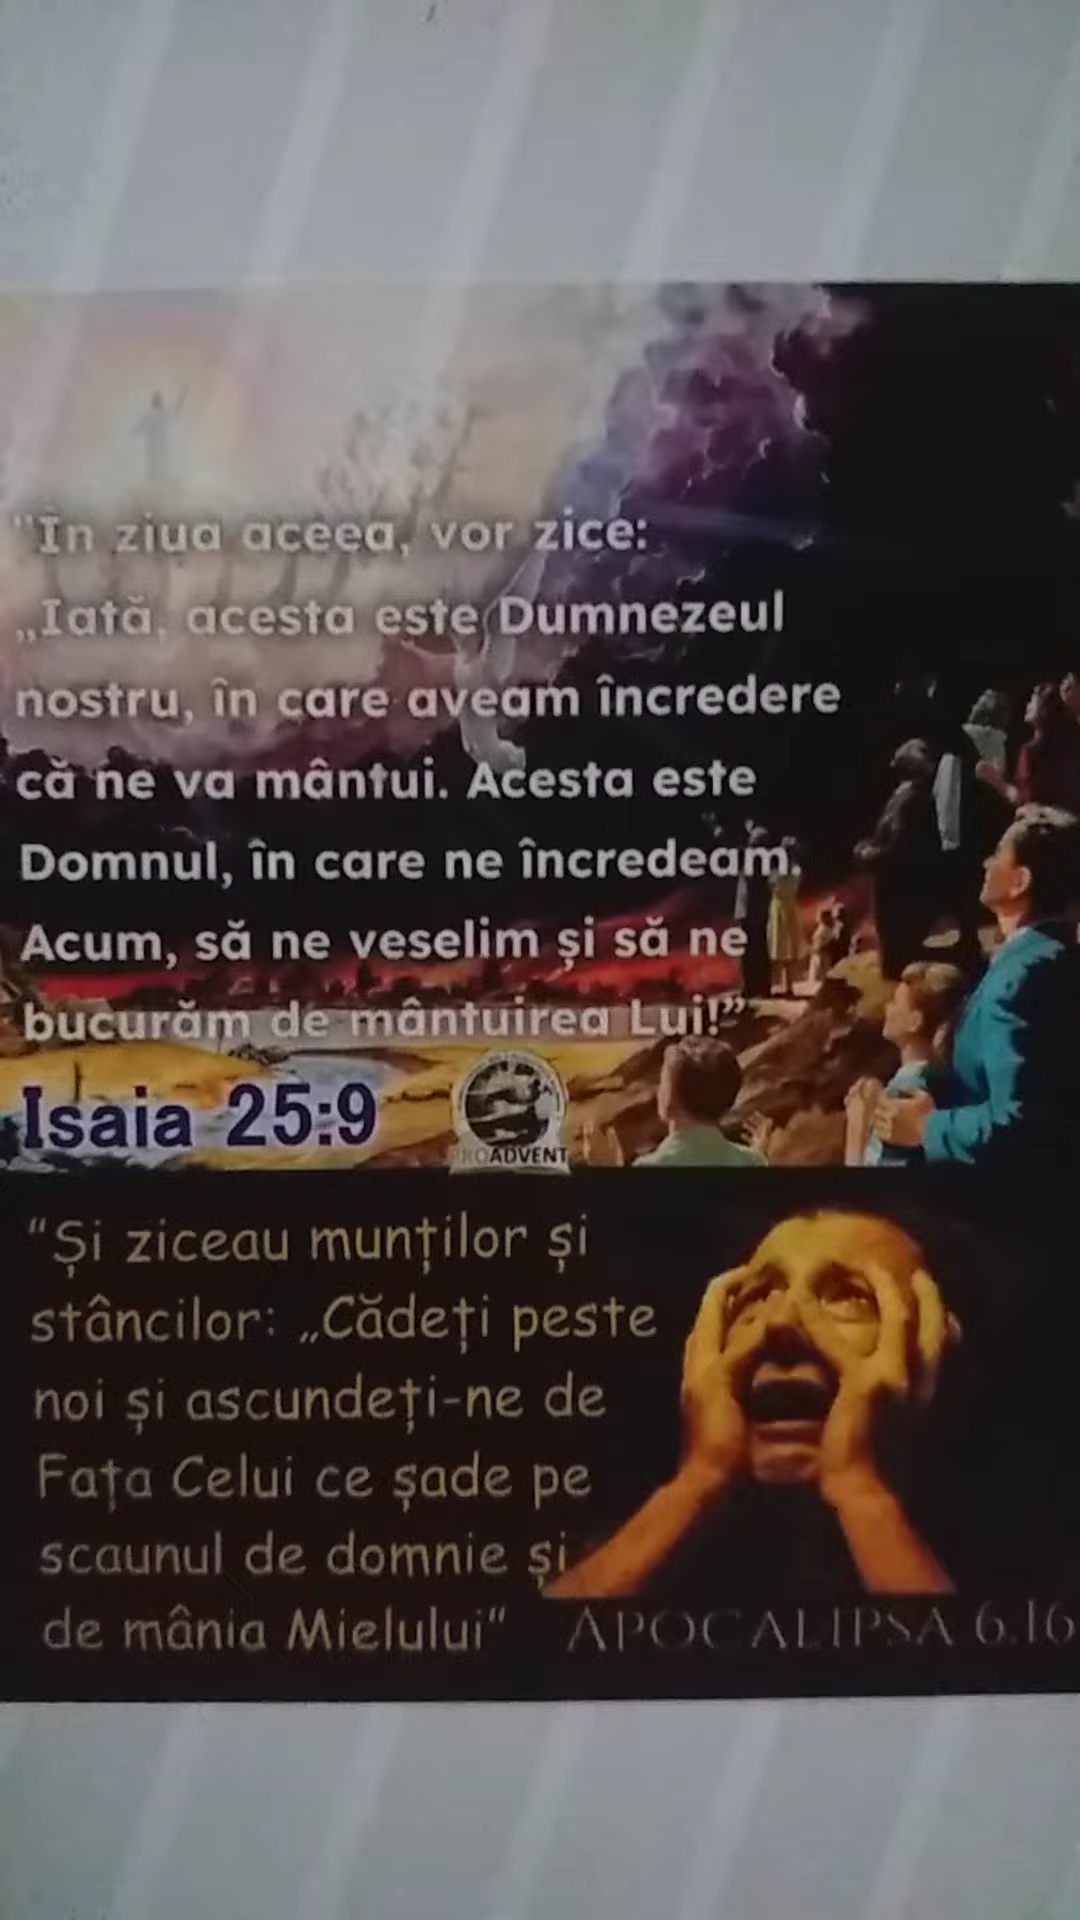 "În ziua aceea, vor zice:
„Iată, acesta este Dumnezeul
nostru, în care aveam încredere
că ne va mântui. Acesta este
Domnul, în care ne încredeam.
Acum, să ne veselim și să ne
bucurăm de mântuirea Lui!”
Isaia 25:9
PROADVENT
“Și ziceau munților și
stâncilor: „Cădeți peste
noi și ascundeți-ne de
Fața Celui ce șade pe
scaunul de domnie și
de mânia Mielului“
APOCALIPSA 6.16